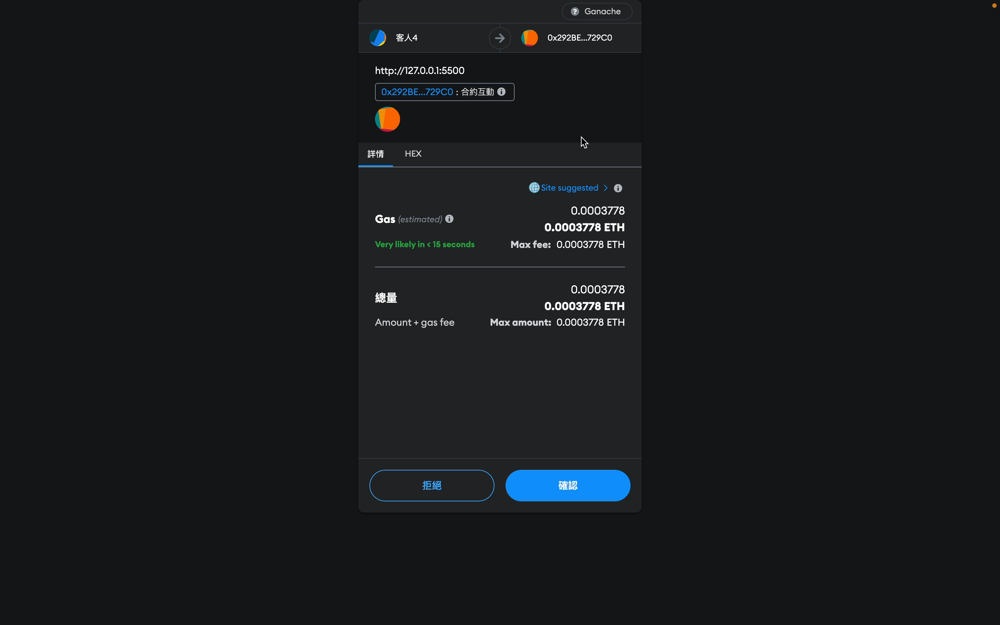 Ganache
客人4
0x292BE...729C0
http://127.0.0.1:5500
0x292BE...729C0 : 合約互動
詳情 HEX
Site suggested >
Gas (estimated) 0.0003778
0.0003778 ETH
Very likely in < 15 seconds Max fee: 0.0003778 ETH
總量 0.0003778
0.0003778 ETH
Amount + gas fee Max amount: 0.0003778 ETH
拒絕 確認